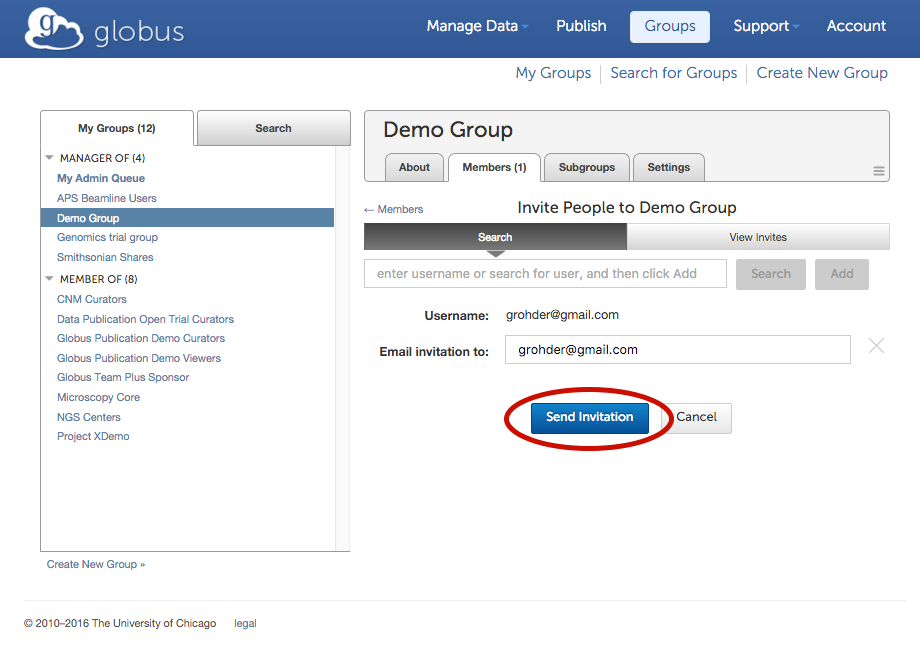 globus
Manage Data Publish Groups Support Account
My Groups Search for Groups Create New Group
My Groups (12) Search
MANAGER OF (4)
My Admin Queue
APS Beamline Users
Demo Group
Genomics trial group
Smithsonian Shares
MEMBER OF (8)
CNM Curators
Data Publication Open Trial Curators
Globus Publication Demo Curators
Globus Publication Demo Viewers
Globus Team Plus Sponsor
Microscopy Core
NGS Centers
Project XDemo
Create New Group »
Demo Group
About Members (1) Subgroups Settings
← Members Invite People to Demo Group
Search View Invites
enter username or search for user, and then click Add Search Add
Username: grohder@gmail.com
Email invitation to: grohder@gmail.com
Send Invitation Cancel
© 2010–2016 The University of Chicago legal